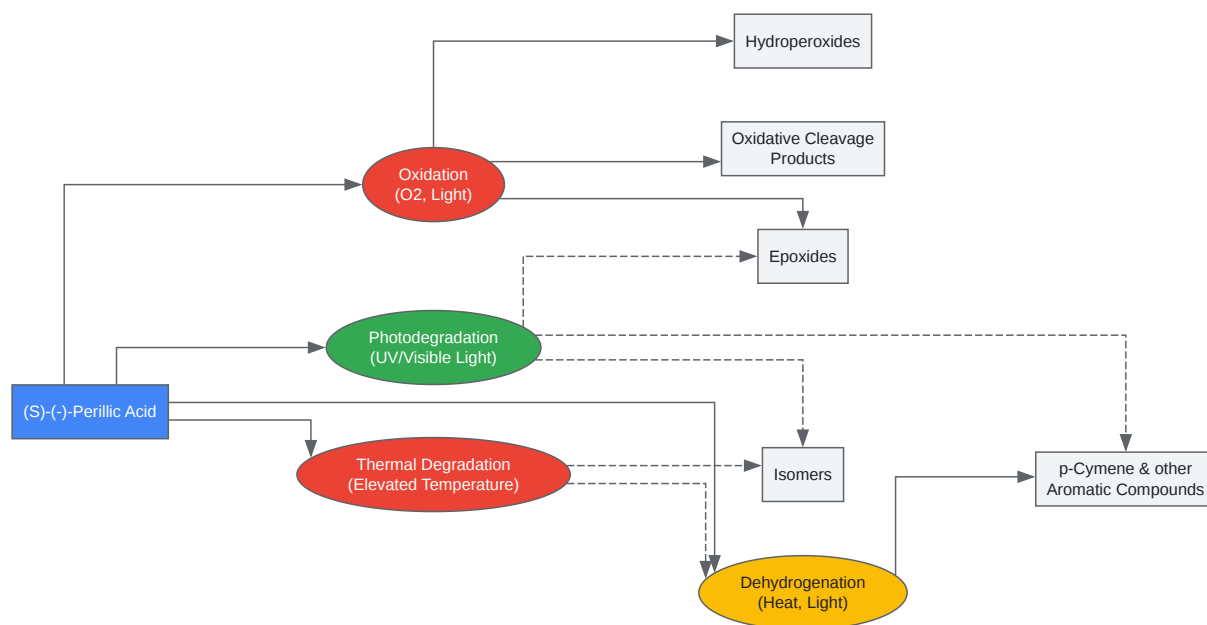 Hydroperoxides
Oxidative Cleavage
Products
Oxidation
(O2, Light)
Epoxides
Photodegradation
(UV/Visible Light)
(S)-(-)-Perillic Acid
Thermal Degradation
(Elevated Temperature)
Isomers
p-Cymene & other
Aromatic Compounds
Dehydrogenation
(Heat, Light)